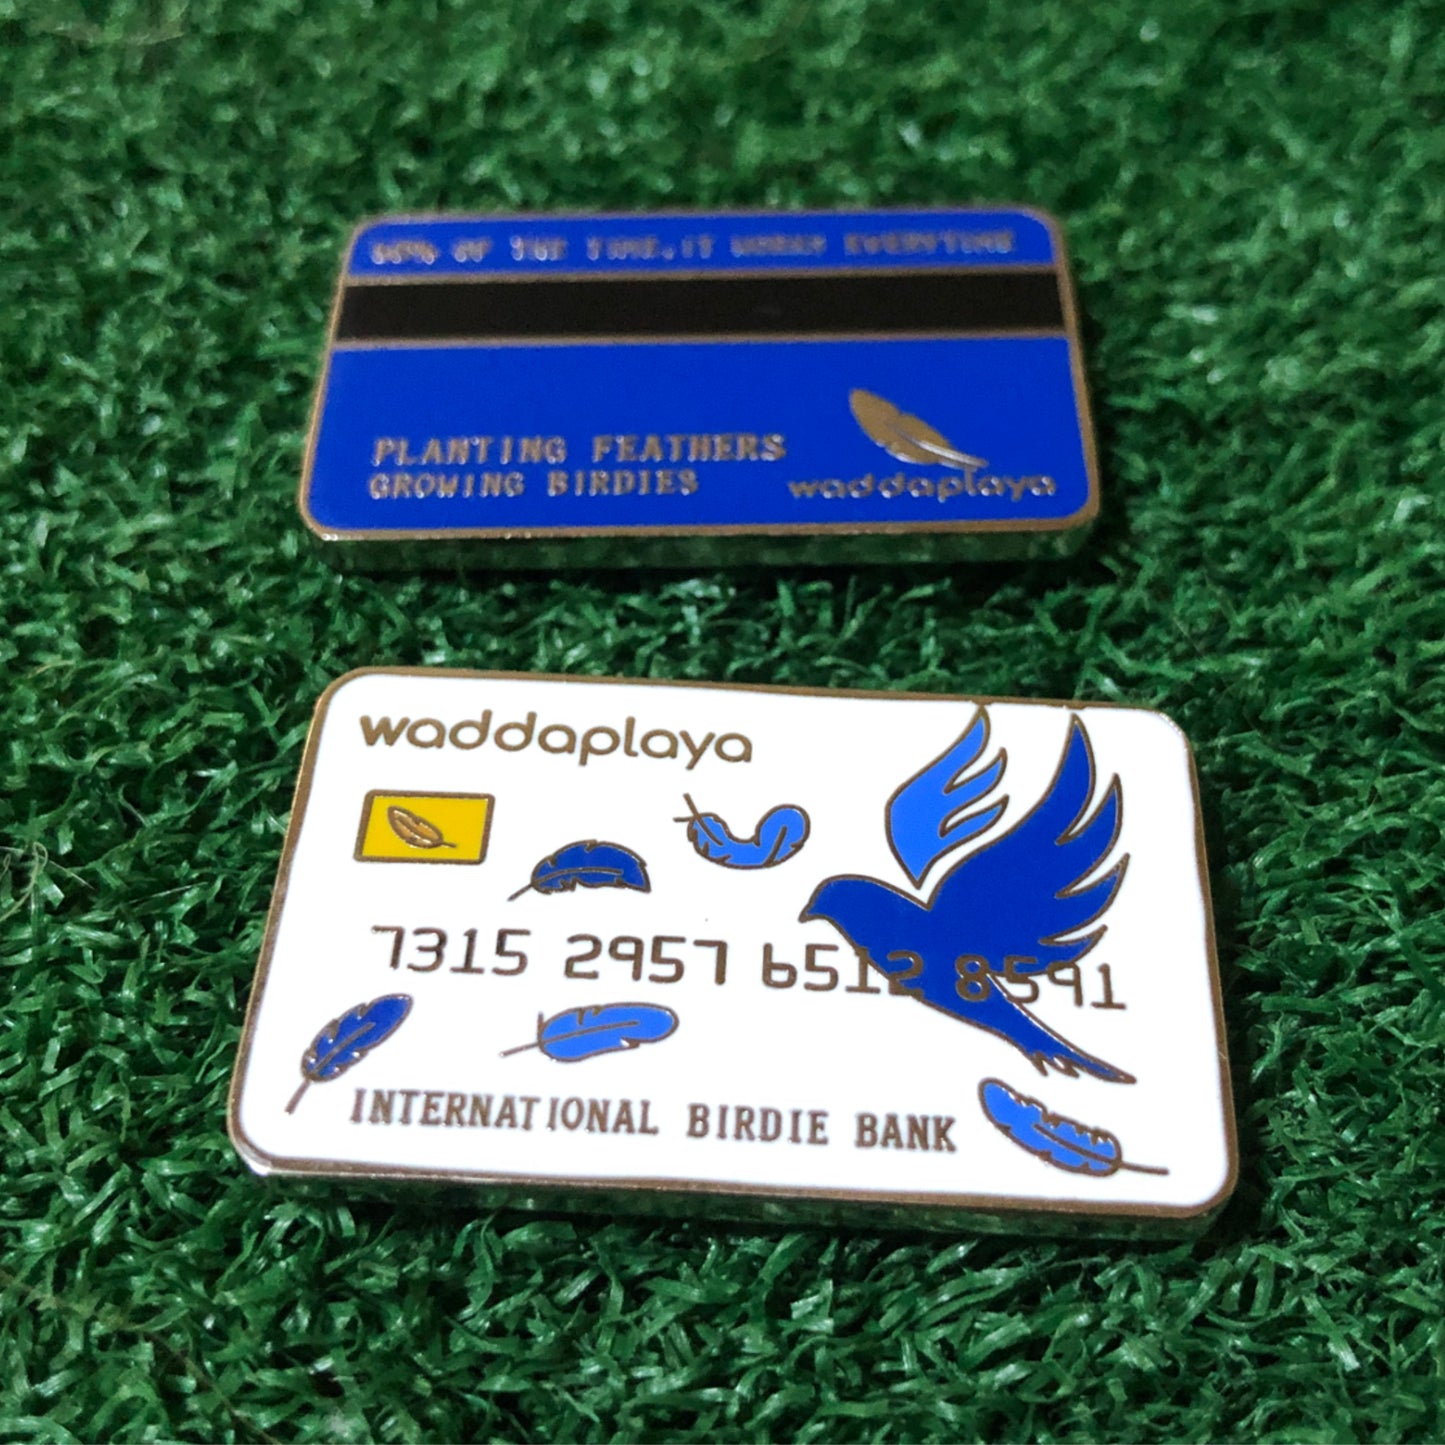 60% OF THE TIME, IT WORKS EVERYTIME
PLANTING FEATHERS
GROWING BIRDIES
waddaplaya
waddaplaya
7315 2957 6512 8591
INTERNATIONAL BIRDIE BANK